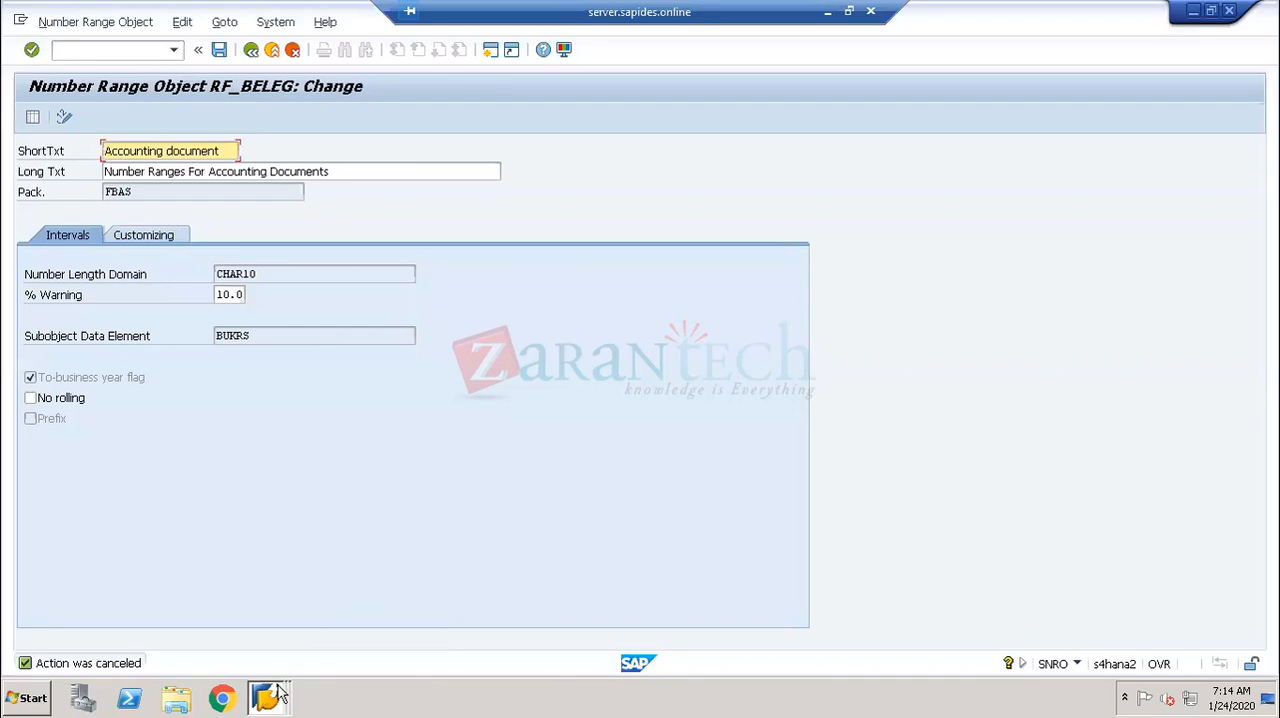 server.sapides.online
Number Range Object Edit Goto System Help
Number Range Object RF_BELEG: Change
ShortTxt Accounting document
Long Txt Number Ranges For Accounting Documents
Pack. FBAS
Intervals Customizing
Number Length Domain CHAR10
% Warning 10.0
Subobject Data Element BUKRS
ZaranTech
knowledge is Everything
To-business year flag
No rolling
Prefix
Action was canceled SAP SNRO s4hana2 OVR
Start 7:14 AM
1/24/2020